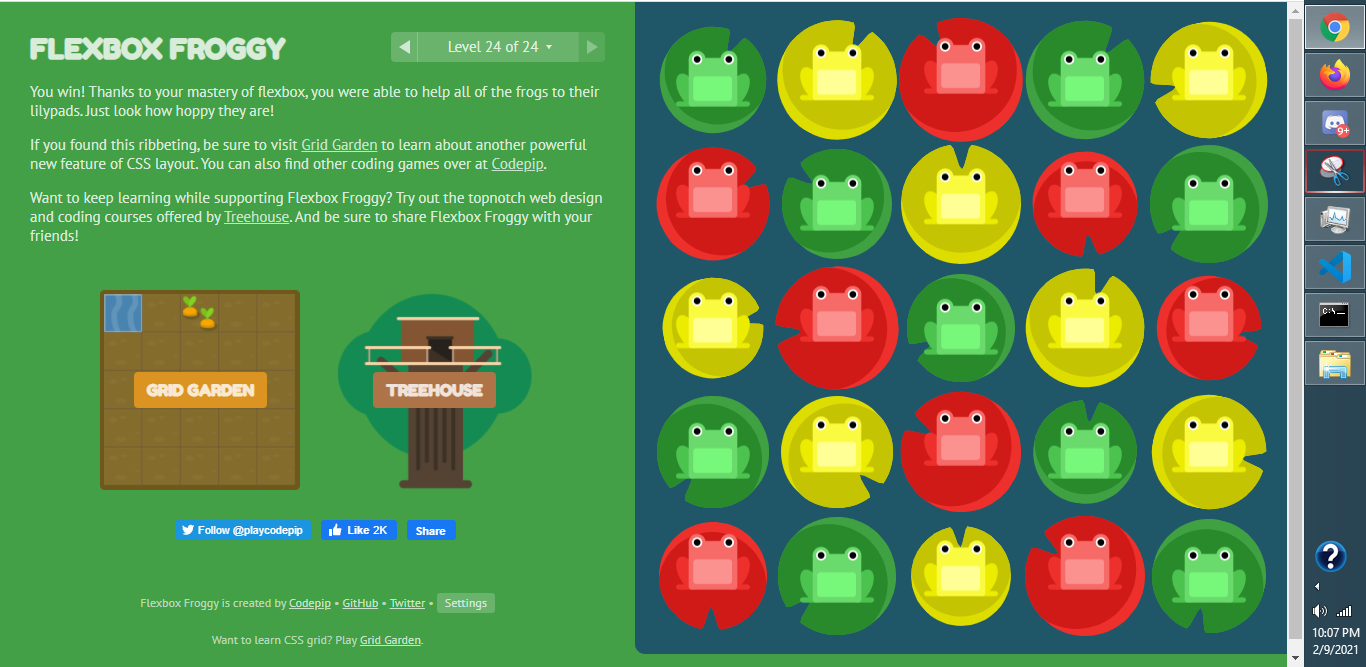 FLEXBOX FROGGY
Level 24 of 24
You win! Thanks to your mastery of flexbox, you were able to help all of the frogs to their
lilypads. Just look how hoppy they are!
If you found this ribbeting, be sure to visit Grid Garden to learn about another powerful
new feature of CSS layout. You can also find other coding games over at Codepip.
Want to keep learning while supporting Flexbox Froggy? Try out the topnotch web design
and coding courses offered by Treehouse. And be sure to share Flexbox Froggy with your
friends!
GRID GARDEN
TREEHOUSE
Follow @playcodepip
Like 2K
Share
Flexbox Froggy is created by Codepip • GitHub • Twitter • Settings
Want to learn CSS grid? Play Grid Garden.
9+
C:\
?
10:07 PM
2/9/2021